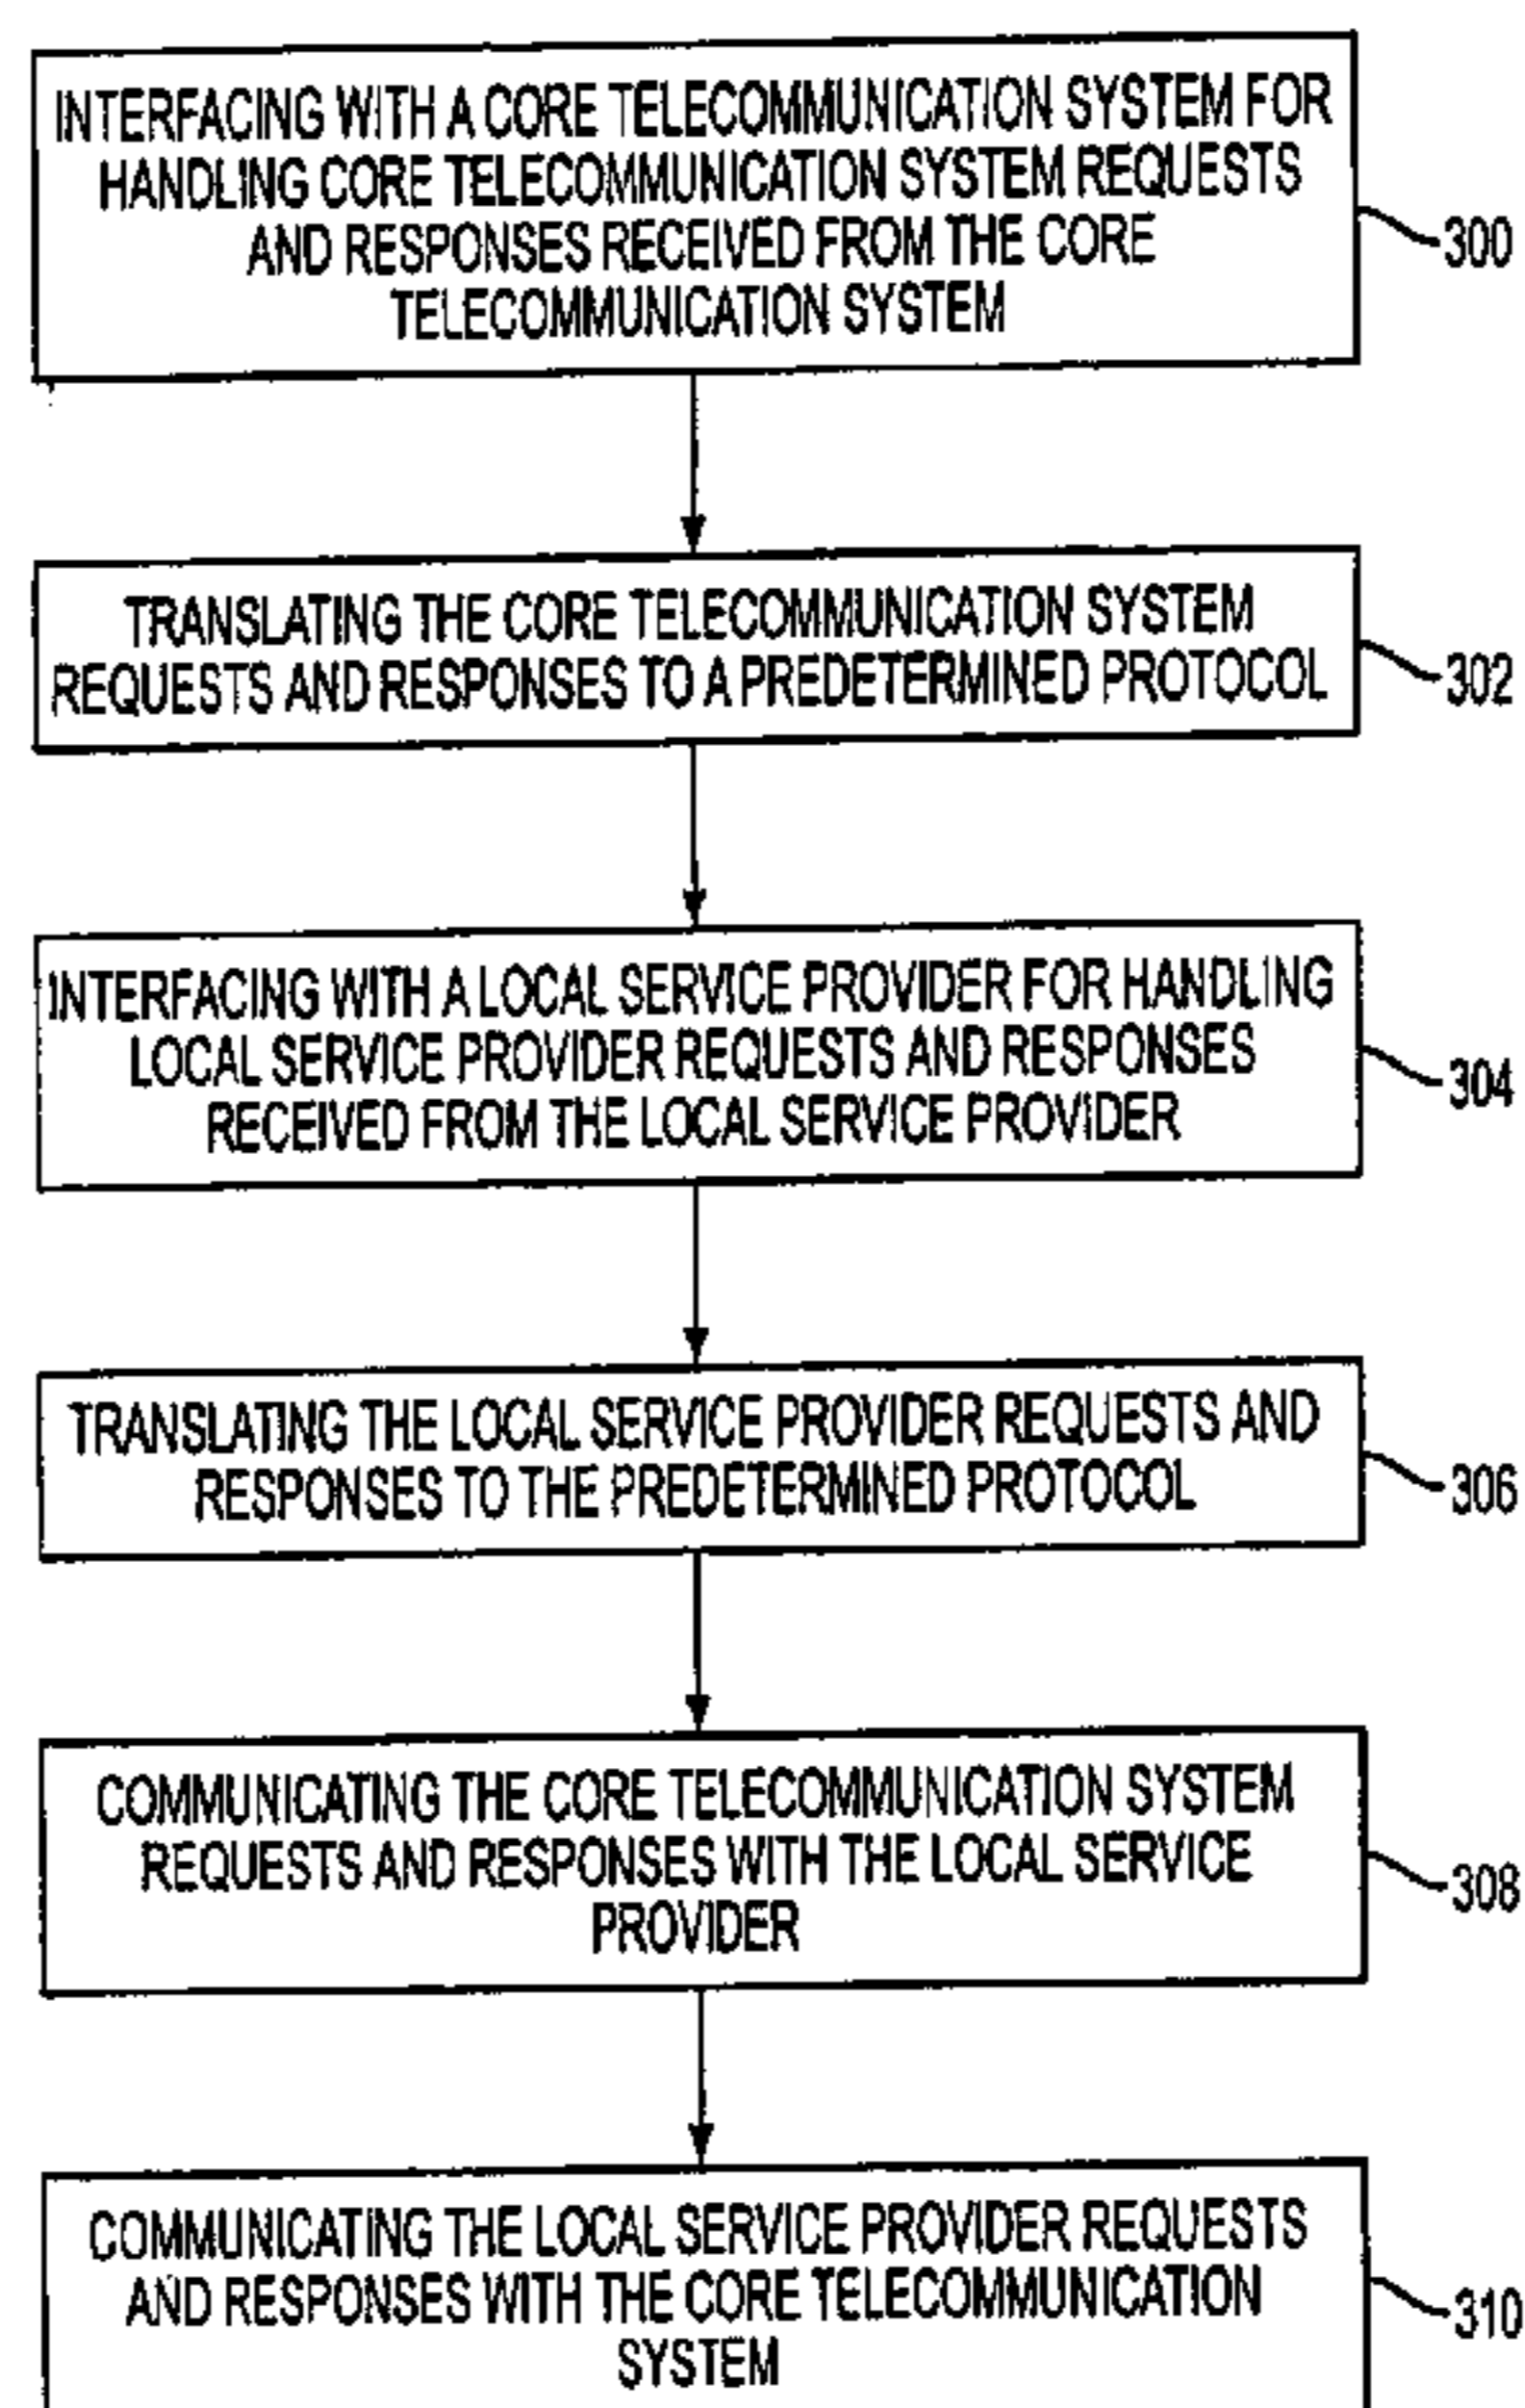 INTERFACING WITH A CORE TELECOMMUNICATION SYSTEM FOR
HANDLING CORE TELECOMMUNICATION SYSTEM REQUESTS
AND RESPONSES RECEIVED FROM THE CORE
TELECOMMUNICATION SYSTEM
300
TRANSLATING THE CORE TELECOMMUNICATION SYSTEM
REQUESTS AND RESPONSES TO A PREDETERMINED PROTOCOL
302
INTERFACING WITH A LOCAL SERVICE PROVIDER FOR HANDLING
LOCAL SERVICE PROVIDER REQUESTS AND RESPONSES
RECEIVED FROM THE LOCAL SERVICE PROVIDER
304
TRANSLATING THE LOCAL SERVICE PROVIDER REQUESTS AND
RESPONSES TO THE PREDETERMINED PROTOCOL
306
COMMUNICATING THE CORE TELECOMMUNICATION SYSTEM
REQUESTS AND RESPONSES WITH THE LOCAL SERVICE
PROVIDER
308
COMMUNICATING THE LOCAL SERVICE PROVIDER REQUESTS
AND RESPONSES WITH THE CORE TELECOMMUNICATION
SYSTEM
310